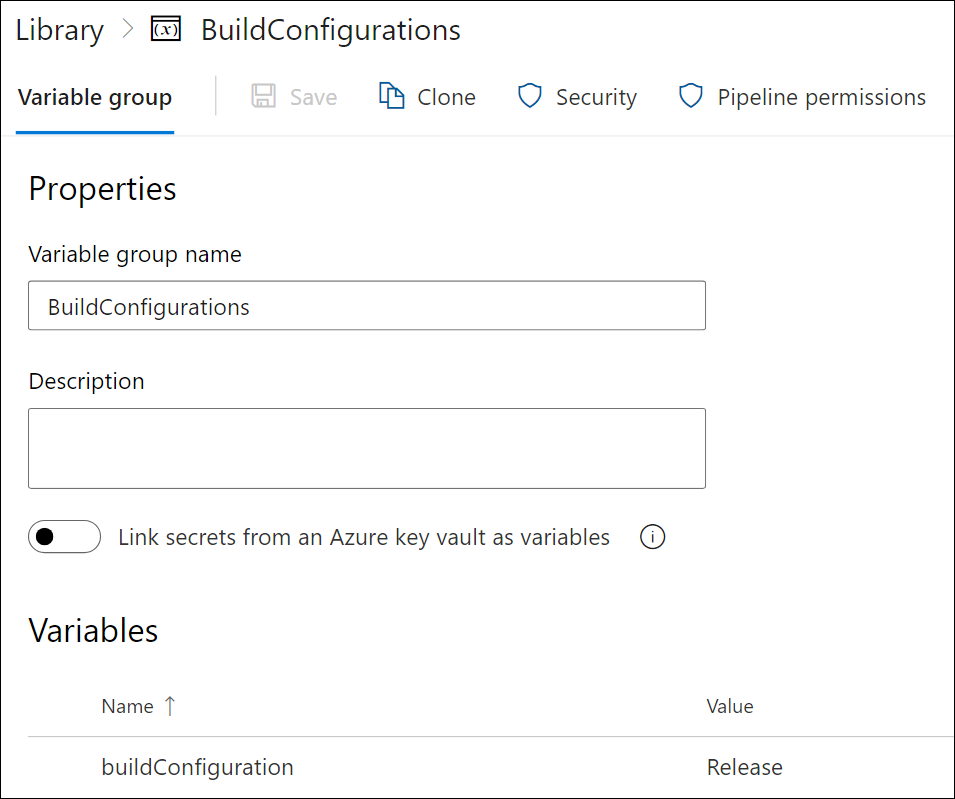 Library > (x) BuildConfigurations
Variable group Save Clone Security Pipeline permissions
Properties
Variable group name
BuildConfigurations
Description
Link secrets from an Azure key vault as variables i
Variables
Name ↑ Value
buildConfiguration Release